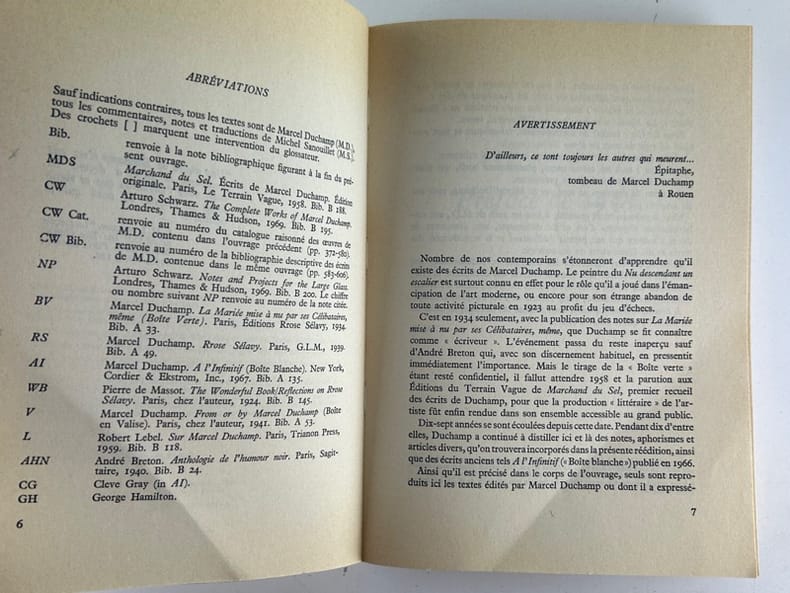 ABRÉVIATIONS
Sauf indications contraires, tous les textes sont de Marcel Duchamp (M.D.),
tous les commentaires, notes et traductions de Michel Sanouillet (M.S.).
Des crochets [ ] marquent une intervention du glossateur.
Bib. renvoie à la note bibliographique figurant à la fin du pré-
sent ouvrage.
MDS Marchand du Sel. Écrits de Marcel Duchamp. Édition
originale. Paris, Le Terrain Vague, 1958. Bib. B 188.
CW Arturo Schwarz. The Complete Works of Marcel Duchamp.
Londres, Thames & Hudson, 1969. Bib. B 195.
CW Cat. renvoie au numéro du catalogue raisonné des œuvres de
M.D. contenu dans l'ouvrage précédent (pp. 372-580).
CW Bib. renvoie au numéro de la bibliographie descriptive des écrits
de M.D. contenue dans le même ouvrage (pp. 583-606).
NP Arturo Schwarz. Notes and Projects for the Large Glass.
Londres, Thames & Hudson, 1969. Bib. B 200. Le chiffre
ou nombre suivant NP renvoie au numéro de la note citée.
BV Marcel Duchamp. La Mariée mise à nu par ses Célibataires,
même (Boîte Verte). Paris, Éditions Rrose Sélavy, 1934.
Bib. A 33.
RS Marcel Duchamp. Rrose Sélavy. Paris, G.L.M., 1939.
Bib. A 49.
AI Marcel Duchamp. A l'Infinitif (Boîte Blanche). New York,
Cordier & Ekstrom, Inc., 1967. Bib. A 135.
WB Pierre de Massot. The Wonderful Book/Reflections on Rrose
Sélavy. Paris, chez l'auteur, 1924. Bib. B 145.
V Marcel Duchamp. From or by Marcel Duchamp (Boîte
en Valise). Paris, chez l'auteur, 1941. Bib. A 53.
L Robert Lebel. Sur Marcel Duchamp. Paris, Trianon Press,
1959. Bib. B 118.
AHN André Breton. Anthologie de l'humour noir. Paris, Sagit-
taire, 1940. Bib. B 24.
CG Cleve Gray (in AI).
GH George Hamilton.
6
AVERTISSEMENT
D'ailleurs, ce sont toujours les autres qui meurent...
Épitaphe,
tombeau de Marcel Duchamp
à Rouen
Nombre de nos contemporains s'étonneront d'apprendre qu'il
existe des écrits de Marcel Duchamp. Le peintre du Nu descendant un
escalier est surtout connu en effet pour le rôle qu'il a joué dans l'éman-
cipation de l'art moderne, ou encore pour son étrange abandon de
toute activité picturale en 1923 au profit du jeu d'échecs.
C'est en 1934 seulement, avec la publication des notes sur La Mariée
mise à nu par ses Célibataires, même, que Duchamp se fit connaître
comme « écriveur ». L'événement passa du reste inaperçu sauf
d'André Breton qui, avec son discernement habituel, en pressentit
immédiatement l'importance. Mais le tirage de la « Boîte verte »
étant resté confidentiel, il fallut attendre 1958 et la parution aux
Éditions du Terrain Vague de Marchand du Sel, premier recueil
des écrits de Duchamp, pour que la production « littéraire » de l'ar-
tiste fût enfin rendue dans son ensemble accessible au grand public.
Dix-sept années se sont écoulées depuis cette date. Pendant dix d'entre
elles, Duchamp a continué à distiller ici et là des notes, aphorismes et
articles divers, qu'on trouvera incorporés dans la présente réédition, ainsi
que des écrits anciens tels A l'Infinitif (« Boîte blanche ») publié en 1966.
Ainsi qu'il est précisé dans le corps de l'ouvrage, seuls sont repro-
duits ici les textes édités par Marcel Duchamp ou dont il a expressé-
7